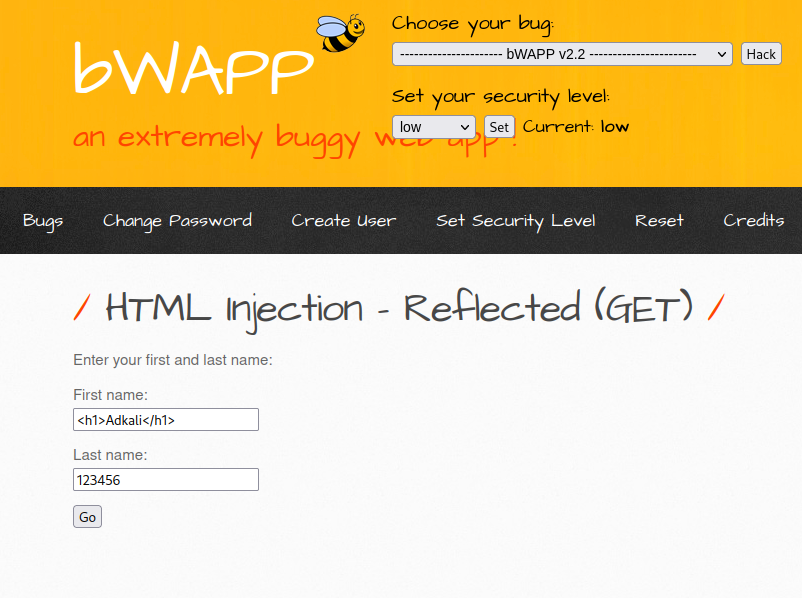 bWAPP
an extremely buggy web app !
Choose your bug:
---------------------- bWAPP v2.2 -----------------------
Hack
Set your security level:
low
Set
Current: low
Bugs
Change Password
Create User
Set Security Level
Reset
Credits
/ HTML Injection - Reflected (GET) /
Enter your first and last name:
First name:
<h1>Adkali</h1>
Last name:
123456
Go